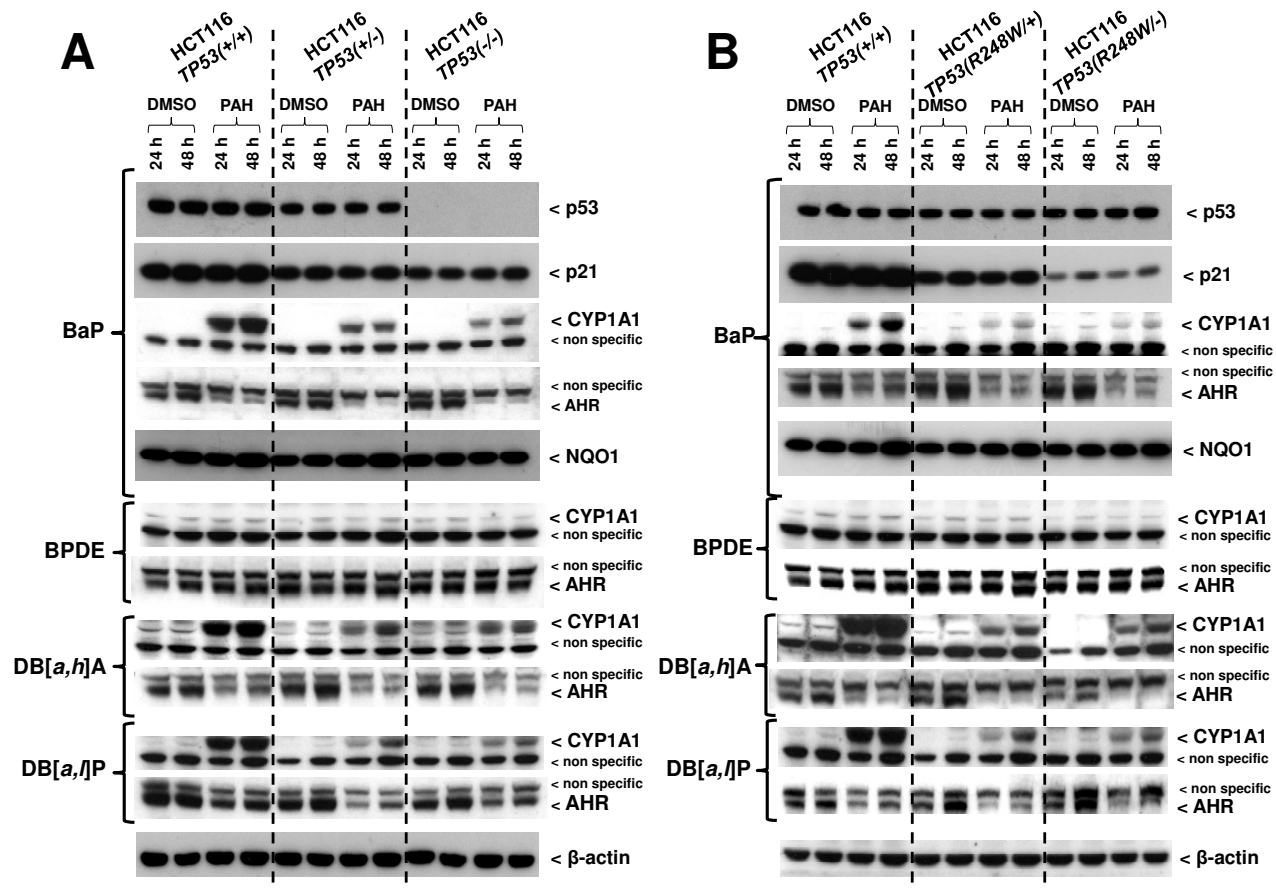 A
HCT116
TP53(+/+)
HCT116
TP53(+/-)
HCT116
TP53(-/-)
DMSO
PAH
DMSO
PAH
DMSO
PAH
24 h
48 h
24 h
48 h
24 h
48 h
24 h
48 h
24 h
48 h
24 h
48 h
BaP
< p53
< p21
< CYP1A1
< non specific
< non specific
< AHR
< NQO1
BPDE
< CYP1A1
< non specific
< non specific
< AHR
DB[a,h]A
< CYP1A1
< non specific
< non specific
< AHR
DB[a,l]P
< CYP1A1
< non specific
< non specific
< AHR
< β-actin
B
HCT116
TP53(+/+)
HCT116
TP53(R248W/+)
HCT116
TP53(R248W/-)
DMSO
PAH
DMSO
PAH
DMSO
PAH
24 h
48 h
24 h
48 h
24 h
48 h
24 h
48 h
24 h
48 h
24 h
48 h
BaP
< p53
< p21
< CYP1A1
< non specific
< non specific
< AHR
< NQO1
BPDE
< CYP1A1
< non specific
< non specific
< AHR
DB[a,h]A
< CYP1A1
< non specific
< non specific
< AHR
DB[a,l]P
< CYP1A1
< non specific
< non specific
< AHR
< β-actin